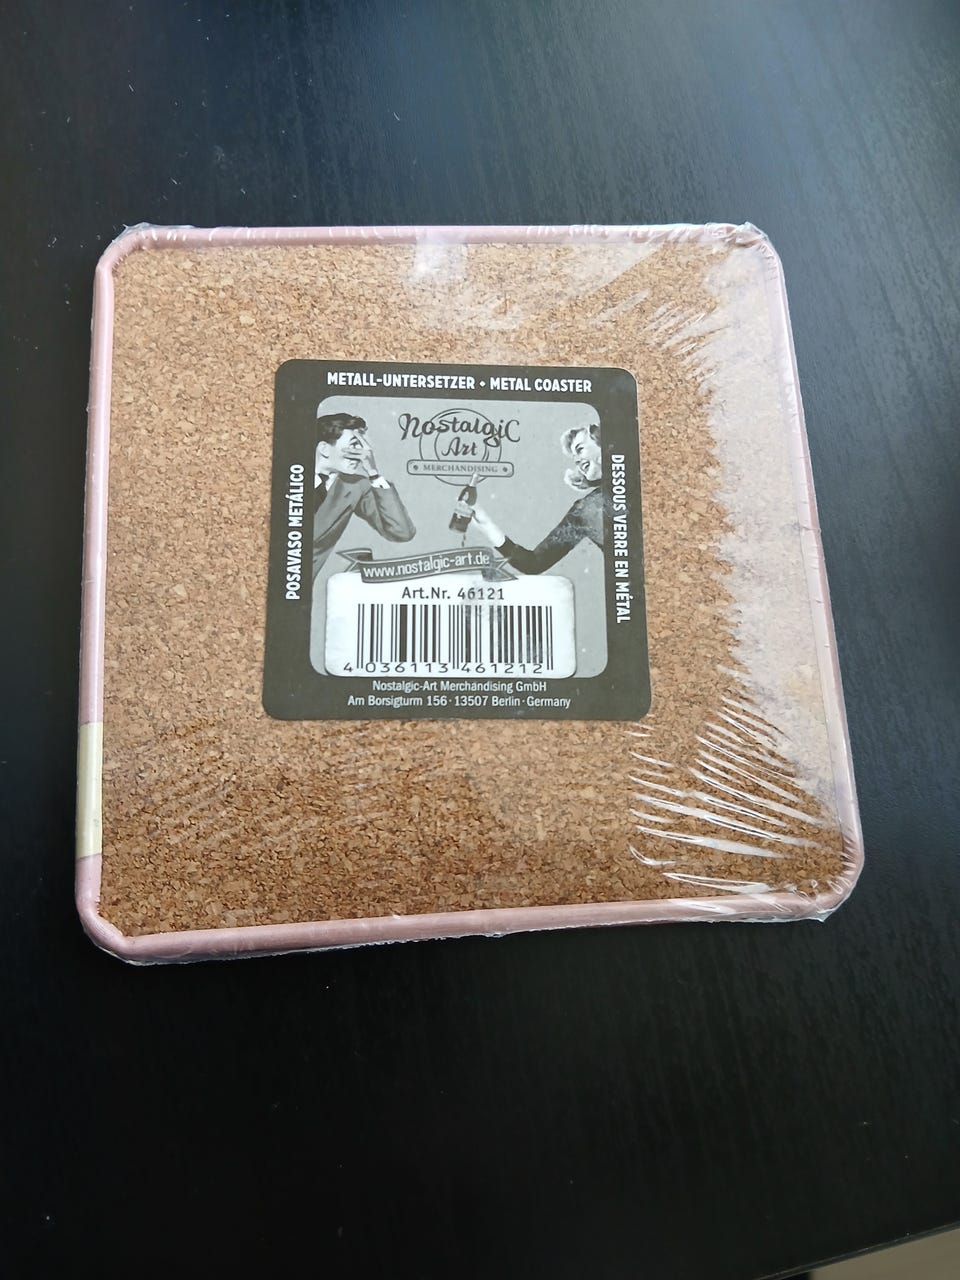 METALL-UNTERSETZER • METAL COASTER
POSAVASO METÁLICO
Nostalgic
Art
MERCHANDISING
DESSOUS VERRE EN MÉTAL
www.nostalgic-art.de
Art.Nr. 46121
4 036113 461212
Nostalgic-Art Merchandising GmbH
Am Borsigturm 156 · 13507 Berlin · Germany